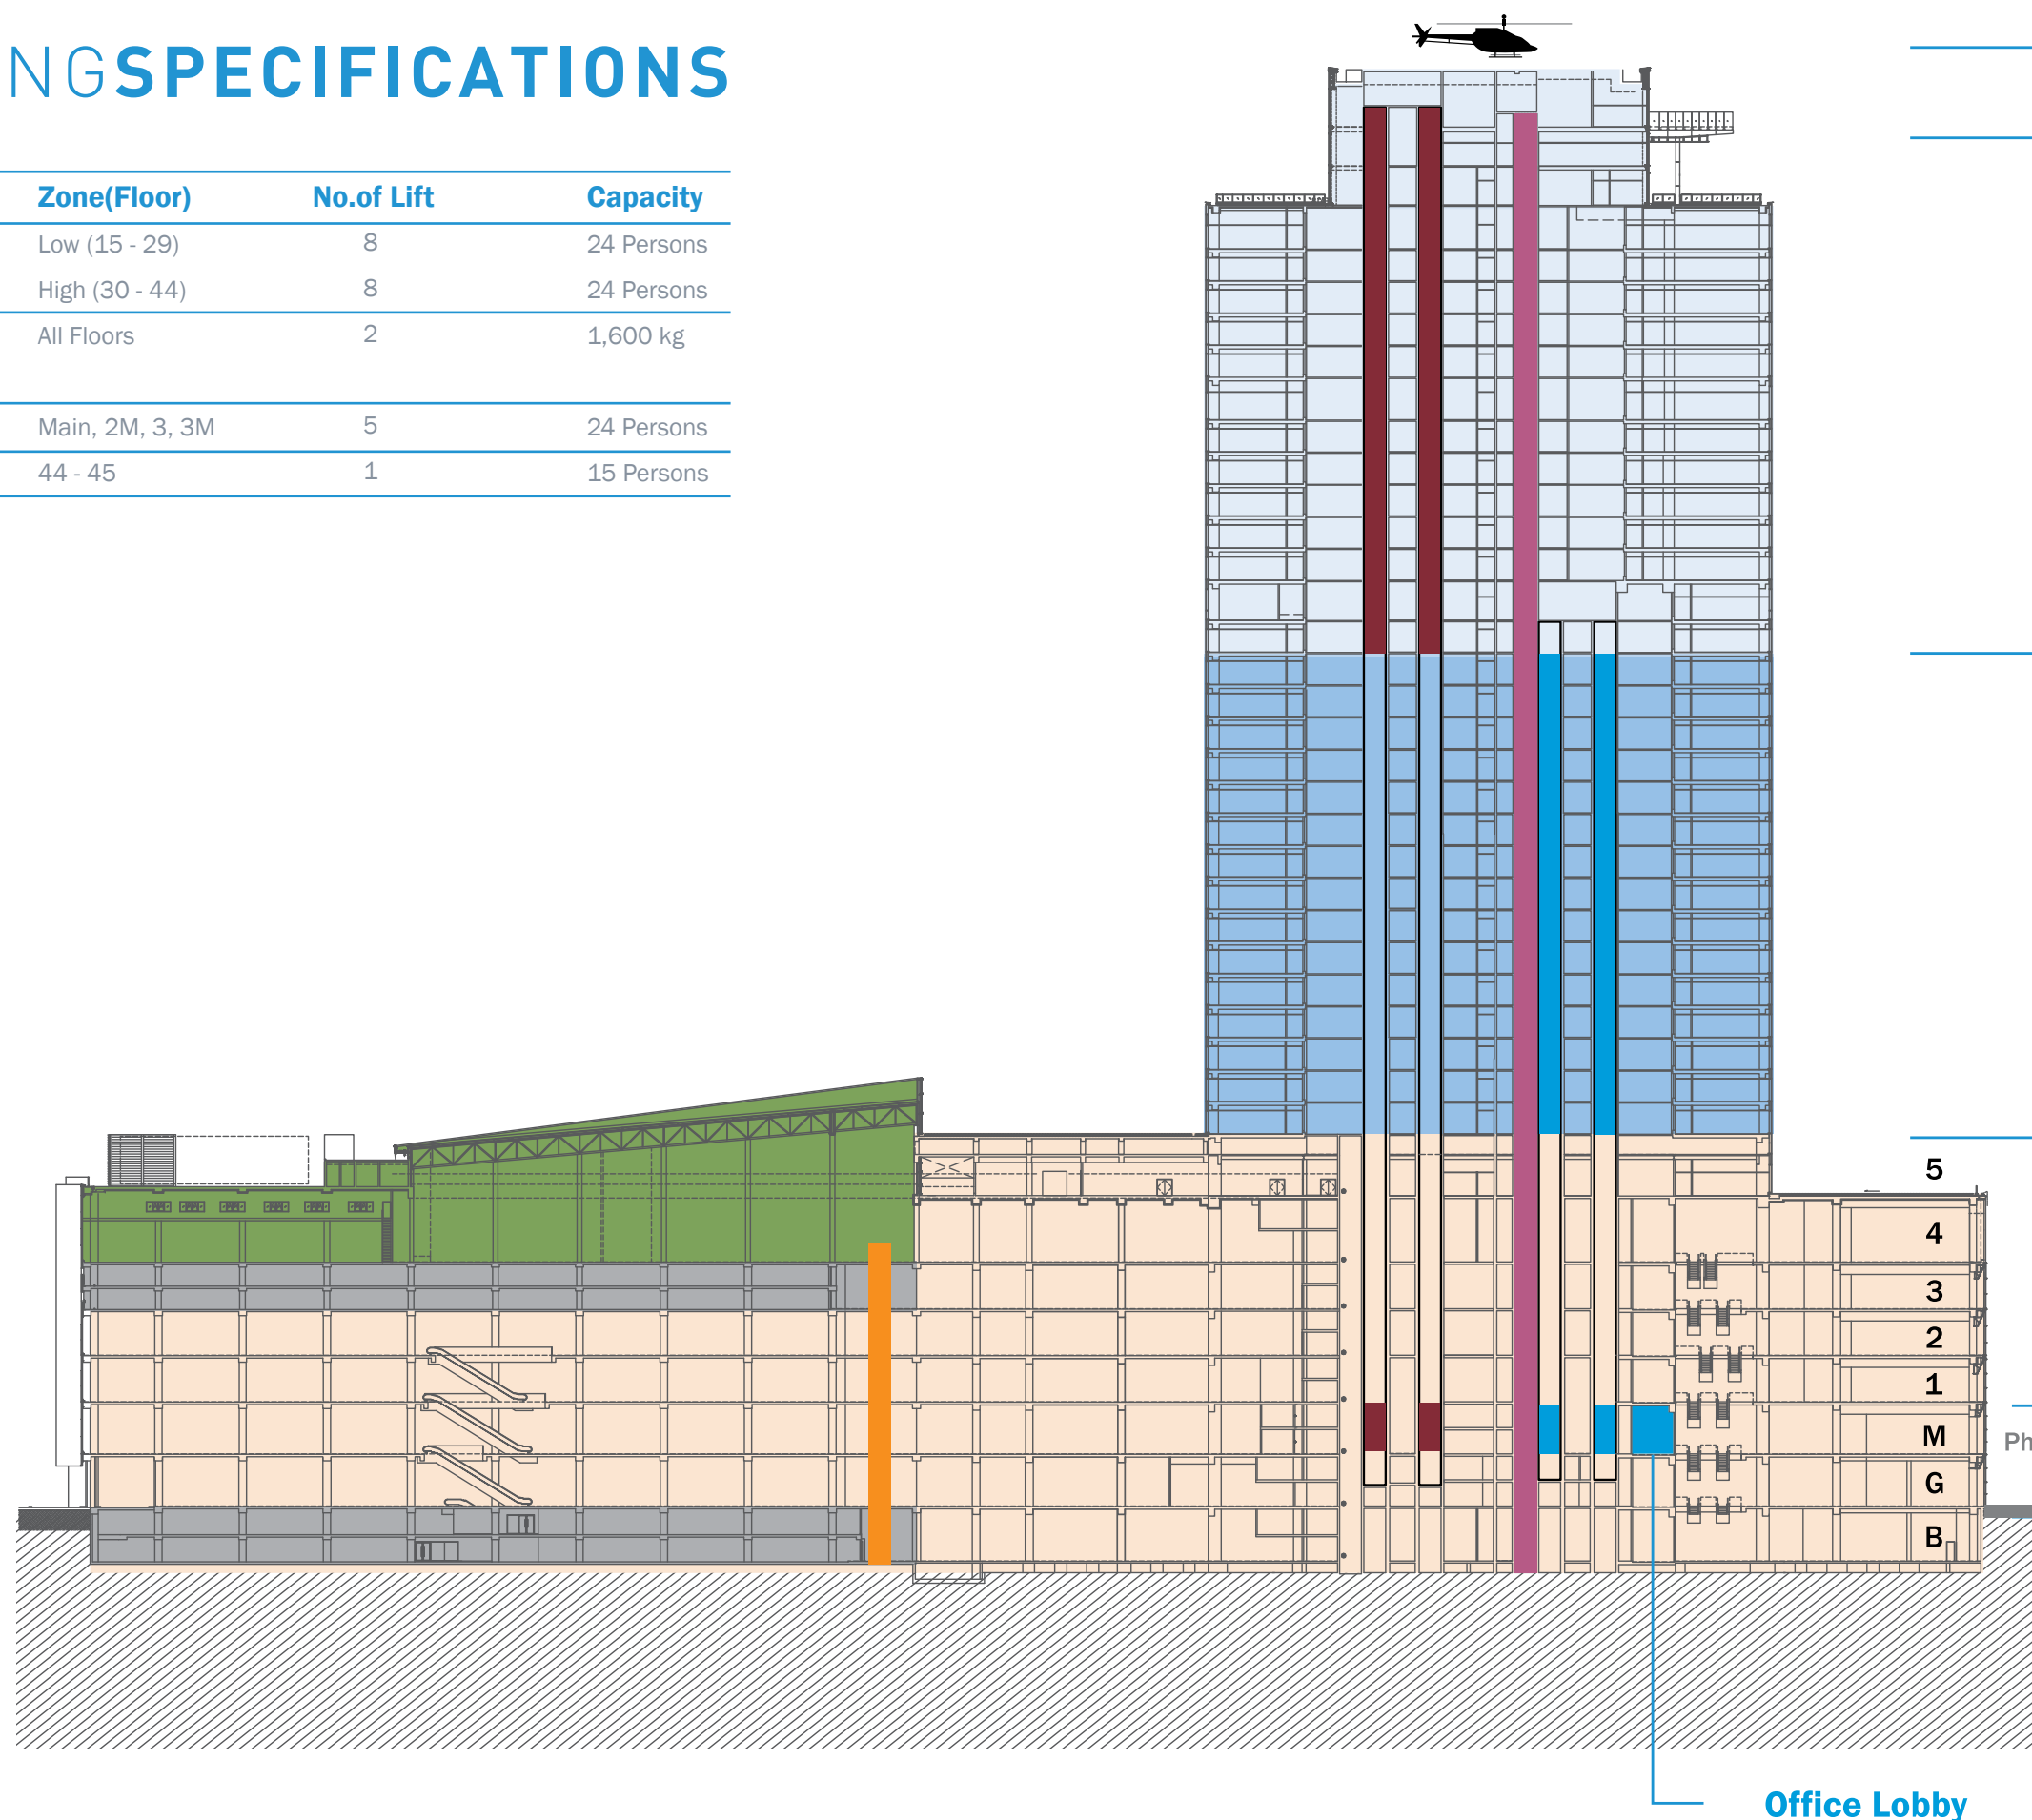 NGSPECIFICATIONS
Zone(Floor) No.of Lift Capacity
Low (15 - 29) 8 24 Persons
High (30 - 44) 8 24 Persons
All Floors 2 1,600 kg
Main, 2M, 3, 3M 5 24 Persons
44 - 45 1 15 Persons
5
4
3
2
1
M
Ph
G
B
Office Lobby